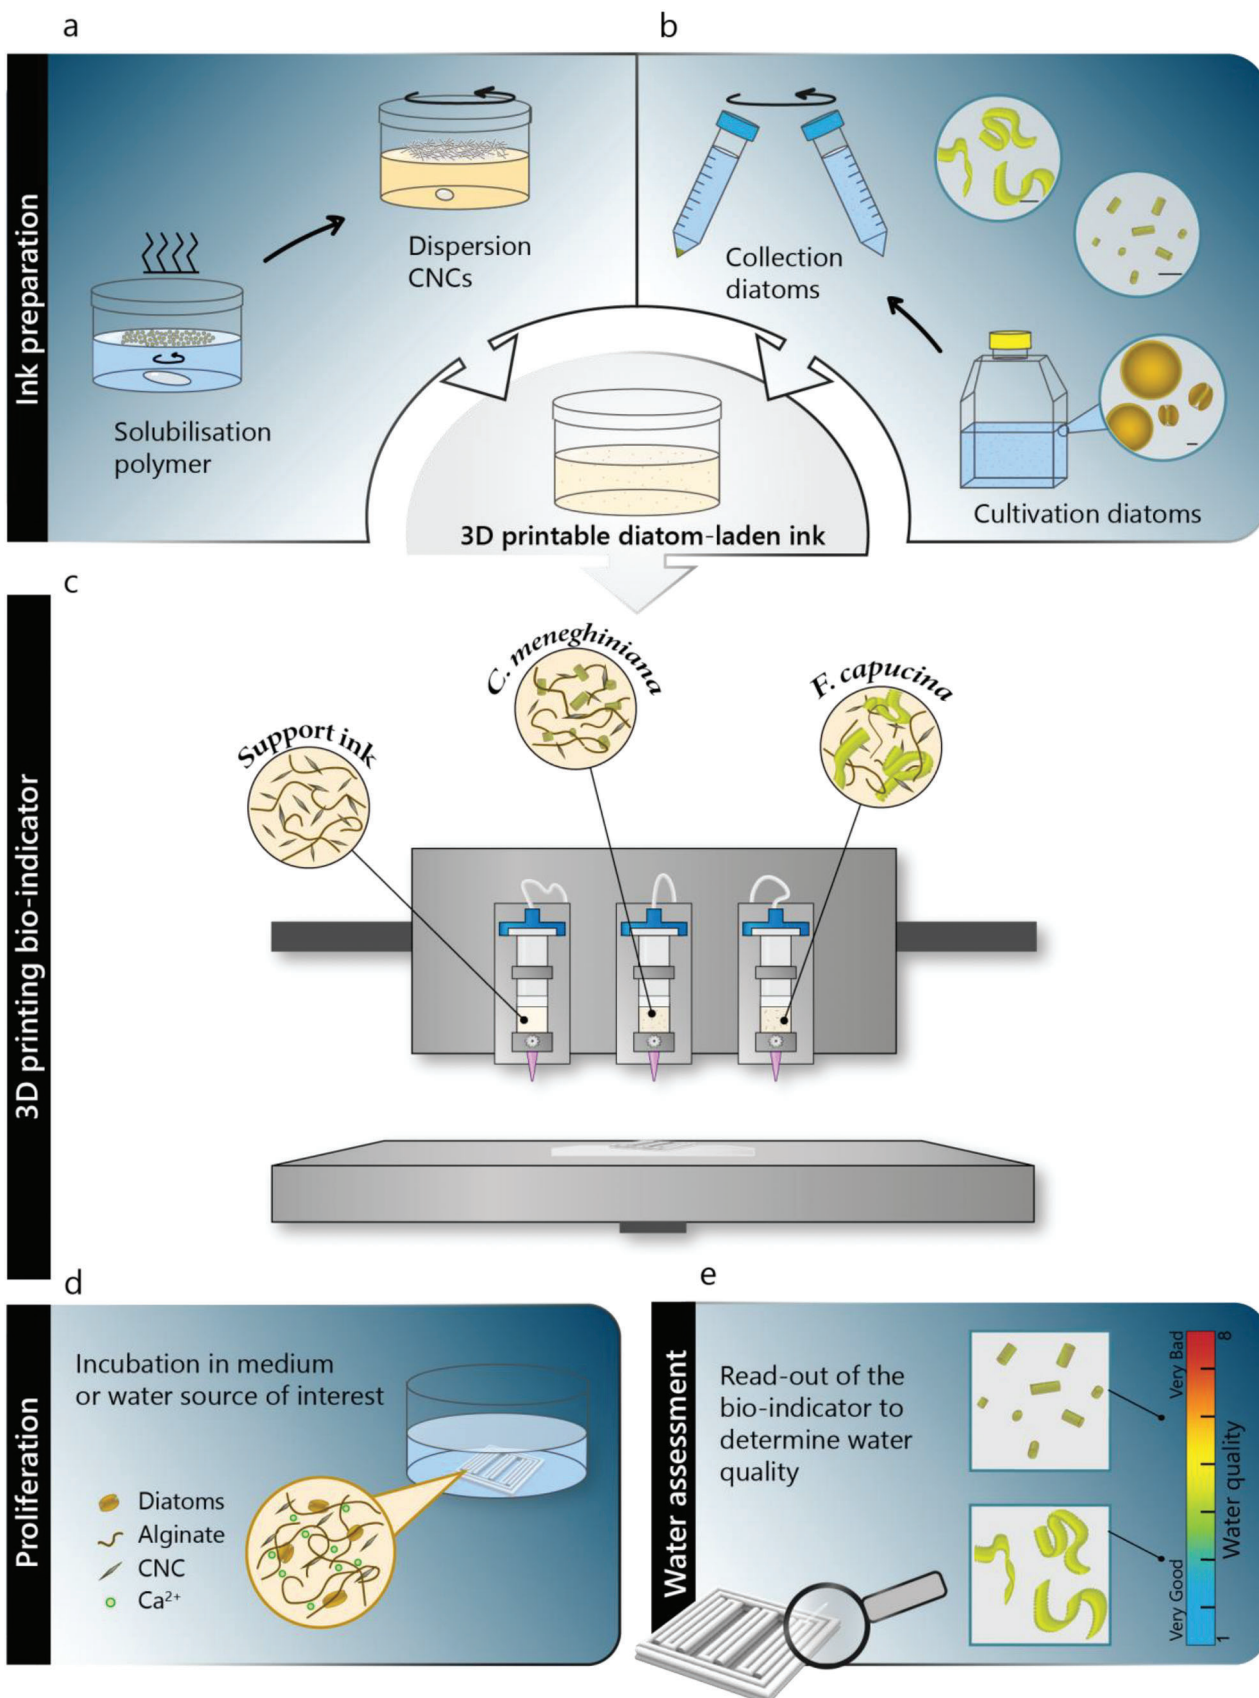 a
b
Ink preparation
Dispersion
CNCs
Solubilisation
polymer
Collection
diatoms
Cultivation diatoms
3D printable diatom-laden ink
c
3D printing bio-indicator
Support ink
C. meneghiniana
F. capucina
d
Proliferation
Incubation in medium
or water source of interest
Diatoms
Alginate
CNC
Ca²⁺
e
Water assessment
Read-out of the
bio-indicator to
determine water
quality
Very Bad
8
Water quality
Very Good
1